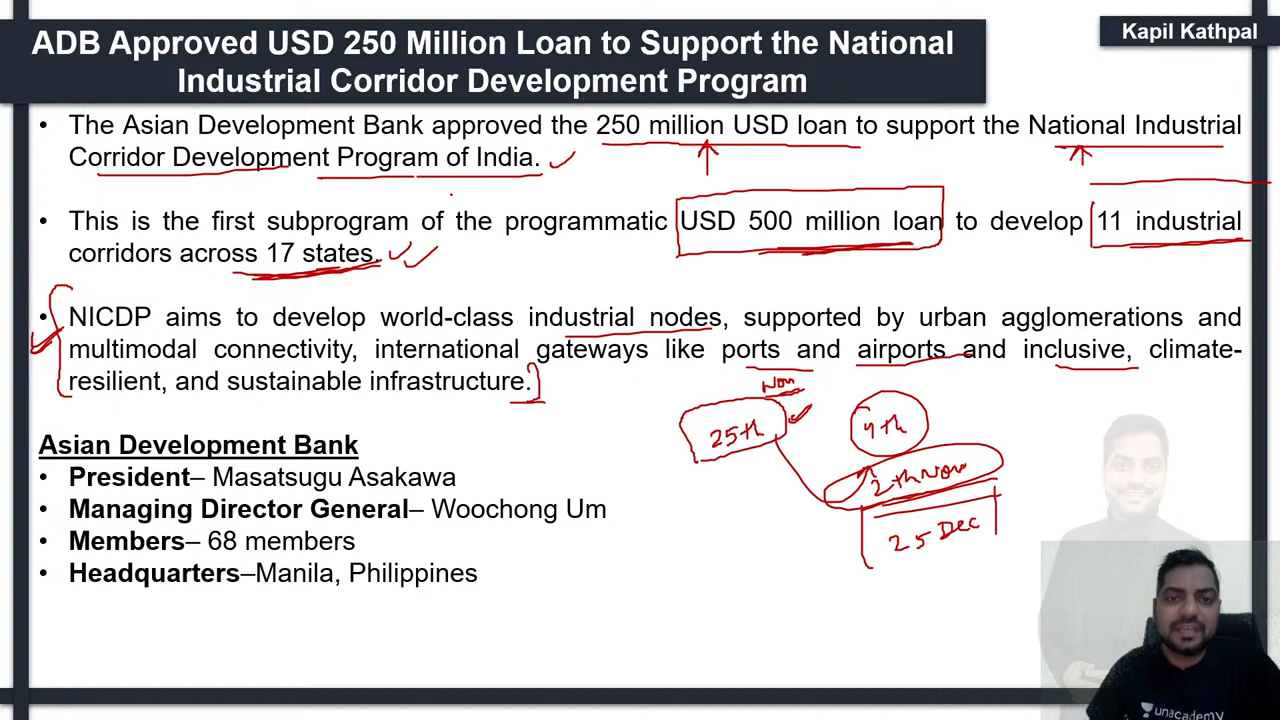 ADB Approved USD 250 Million Loan to Support the National
Industrial Corridor Development Program
Kapil Kathpal
• The Asian Development Bank approved the 250 million USD loan to support the National Industrial
Corridor Development Program of India.
• This is the first subprogram of the programmatic USD 500 million loan to develop 11 industrial
corridors across 17 states.
• NICDP aims to develop world-class industrial nodes, supported by urban agglomerations and
multimodal connectivity, international gateways like ports and airports and inclusive, climate-
resilient, and sustainable infrastructure.
Nov
25th
9th
2th Nov
25 Dec
Asian Development Bank
• President– Masatsugu Asakawa
• Managing Director General– Woochong Um
• Members– 68 members
• Headquarters–Manila, Philippines
unacademy